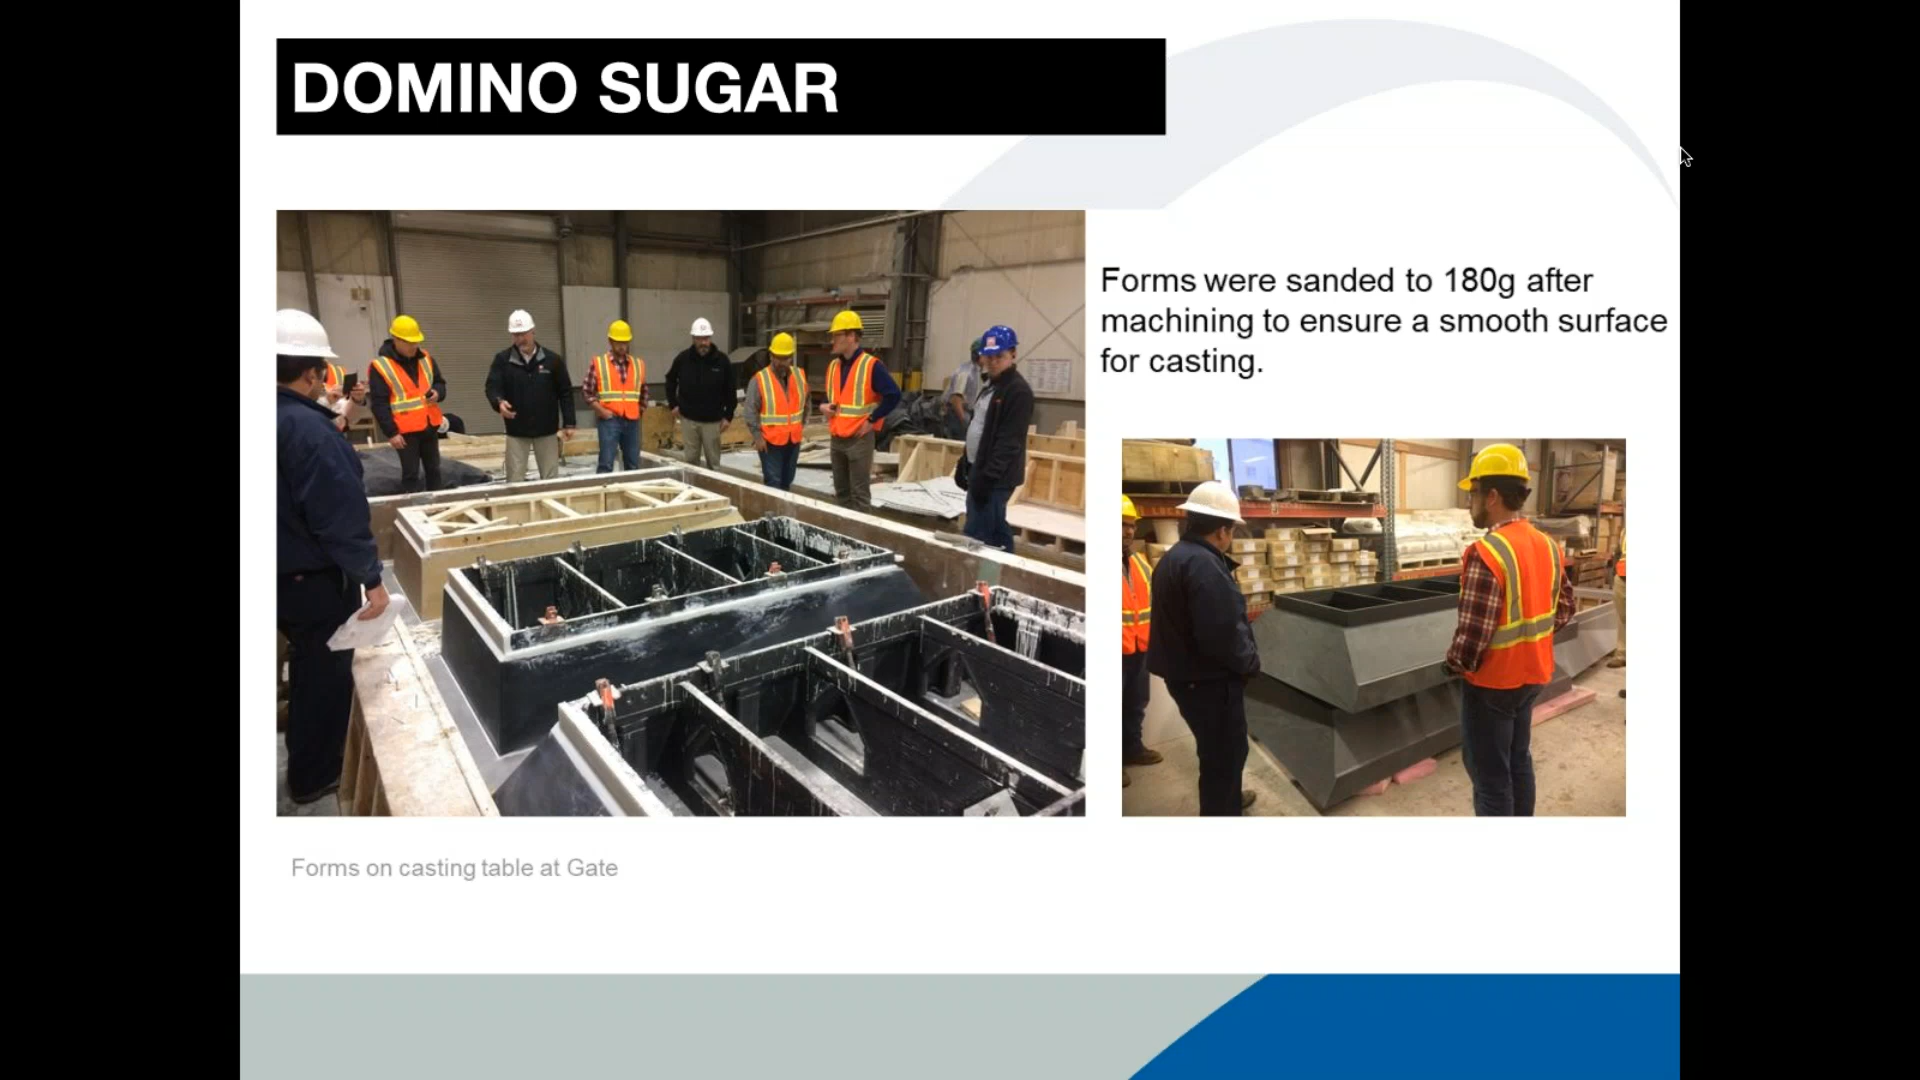 DOMINO SUGAR
Forms were sanded to 180g after
machining to ensure a smooth surface
for casting.
Forms on casting table at Gate